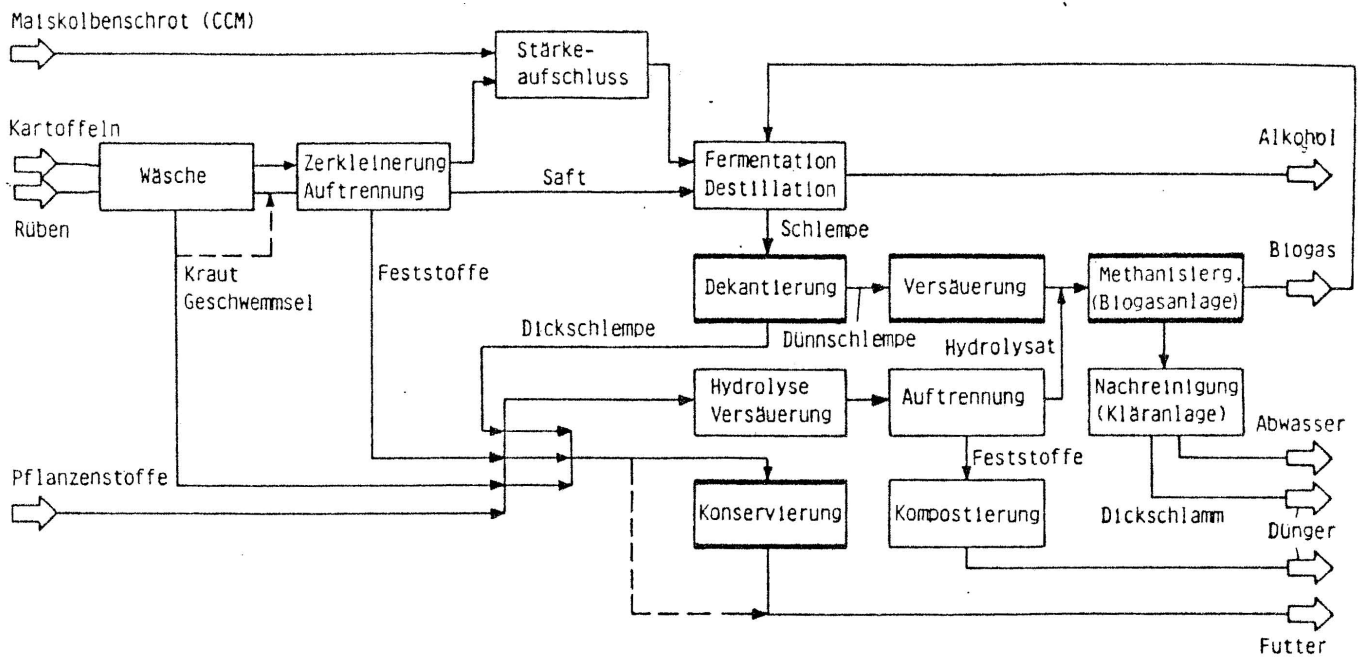 Maiskolbenschrot (CCM)
Stärke-
aufschluss
Kartoffeln
Wäsche
Zerkleinerung
Auftrennung
Saft
Fermentation
Destillation
Alkohol
Rüben
Kraut
Geschwemmsel
Feststoffe
Schlempe
Dekantierung
Versäuerung
Methanisierg.
(Biogasanlage)
Biogas
Dickschlempe
Dünnschlempe
Hydrolysat
Hydrolyse
Versäuerung
Auftrennung
Nachreinigung
(Kläranlage)
Abwasser
Pflanzenstoffe
Feststoffe
Konservierung
Kompostierung
Dickschlamm
Dünger
Futter